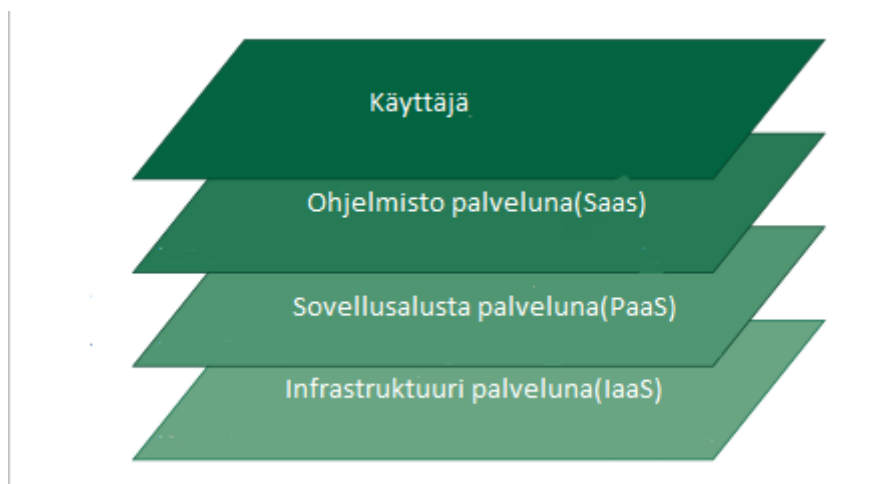 Käyttäjä
Ohjelmisto palveluna(Saas)
Sovellusalusta palveluna(PaaS)
Infrastruktuuri palveluna(IaaS)